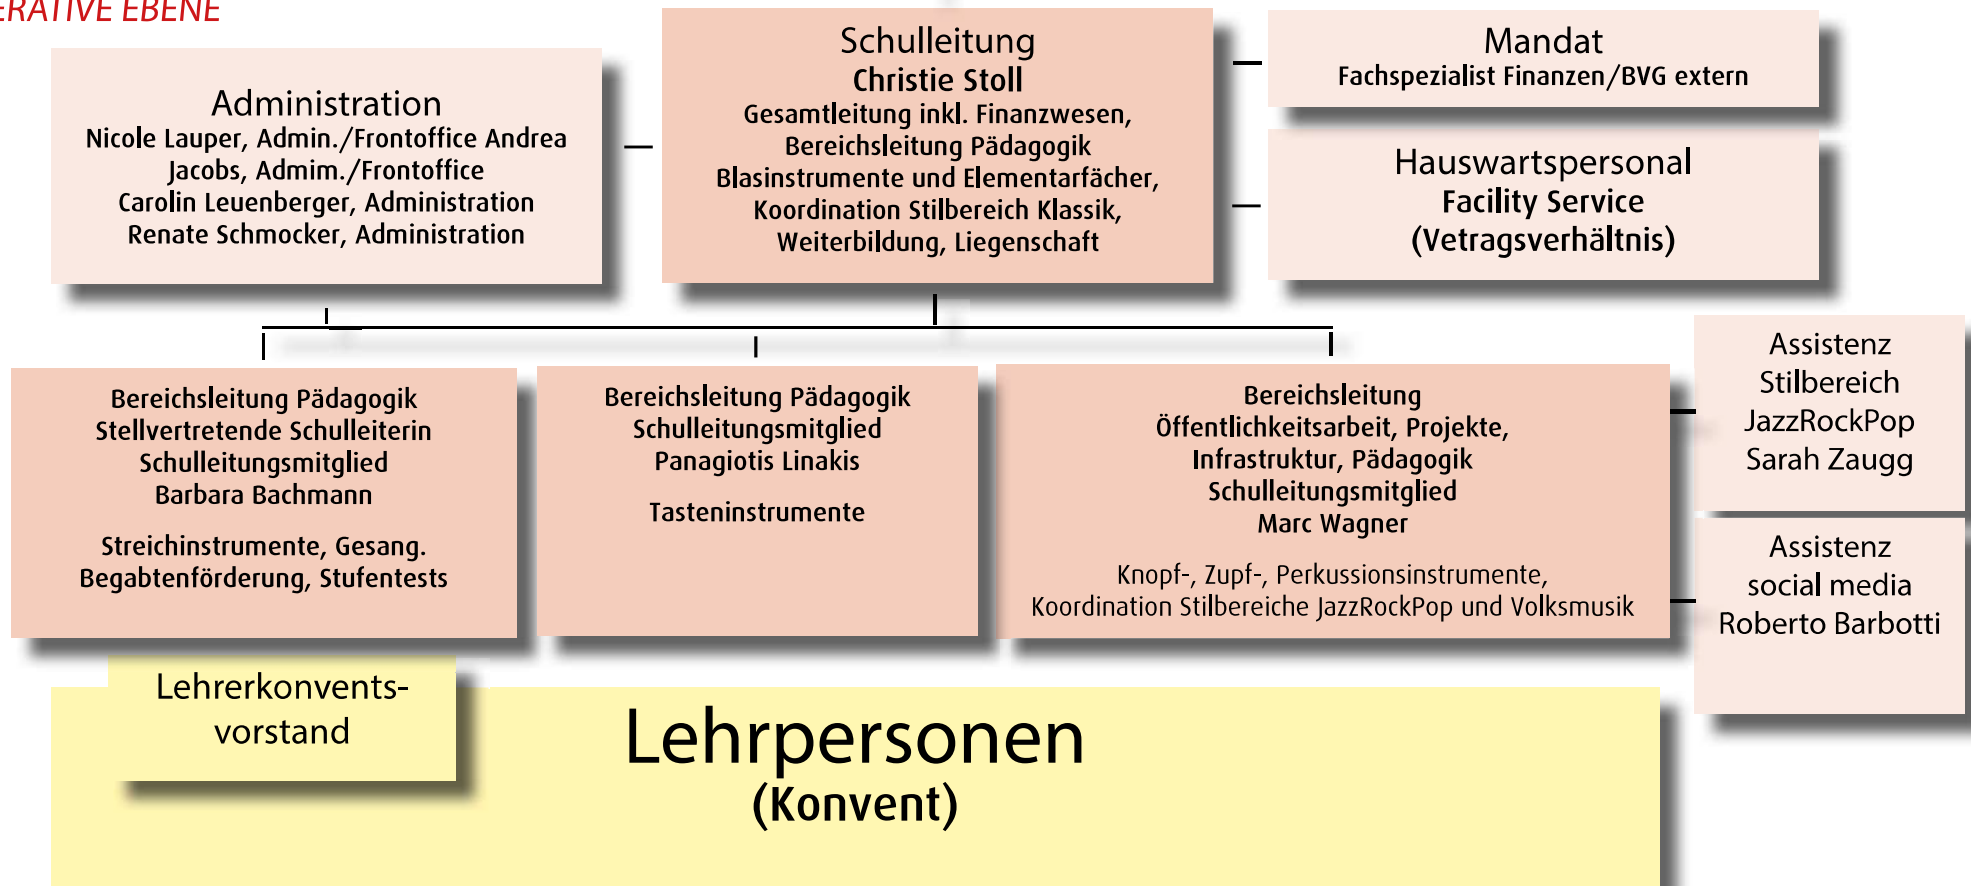 ERATIVE EBENE
Administration
Nicole Lauper, Admin./Frontoffice Andrea
Jacobs, Admim./Frontoffice
Carolin Leuenberger, Administration
Renate Schmocker, Administration
Schulleitung
Christie Stoll
Gesamtleitung inkl. Finanzwesen,
Bereichsleitung Pädagogik
Blasinstrumente und Elementarfächer,
Koordination Stilbereich Klassik,
Weiterbildung, Liegenschaft
Mandat
Fachspezialist Finanzen/BVG extern
Hauswartspersonal
Facility Service
(Vetragsverhältnis)
Bereichsleitung Pädagogik
Stellvertretende Schulleiterin
Schulleitungsmitglied
Barbara Bachmann
Streichinstrumente, Gesang.
Begabtenförderung, Stufentests
Bereichsleitung Pädagogik
Schulleitungsmitglied
Panagiotis Linakis
Tasteninstrumente
Bereichsleitung
Öffentlichkeitsarbeit, Projekte,
Infrastruktur, Pädagogik
Schulleitungsmitglied
Marc Wagner
Knopf-, Zupf-, Perkussionsinstrumente,
Koordination Stilbereiche JazzRockPop und Volksmusik
Assistenz
Stilbereich
JazzRockPop
Sarah Zaugg
Assistenz
social media
Roberto Barbotti
Lehrerkonvents-
vorstand
Lehrpersonen
(Konvent)